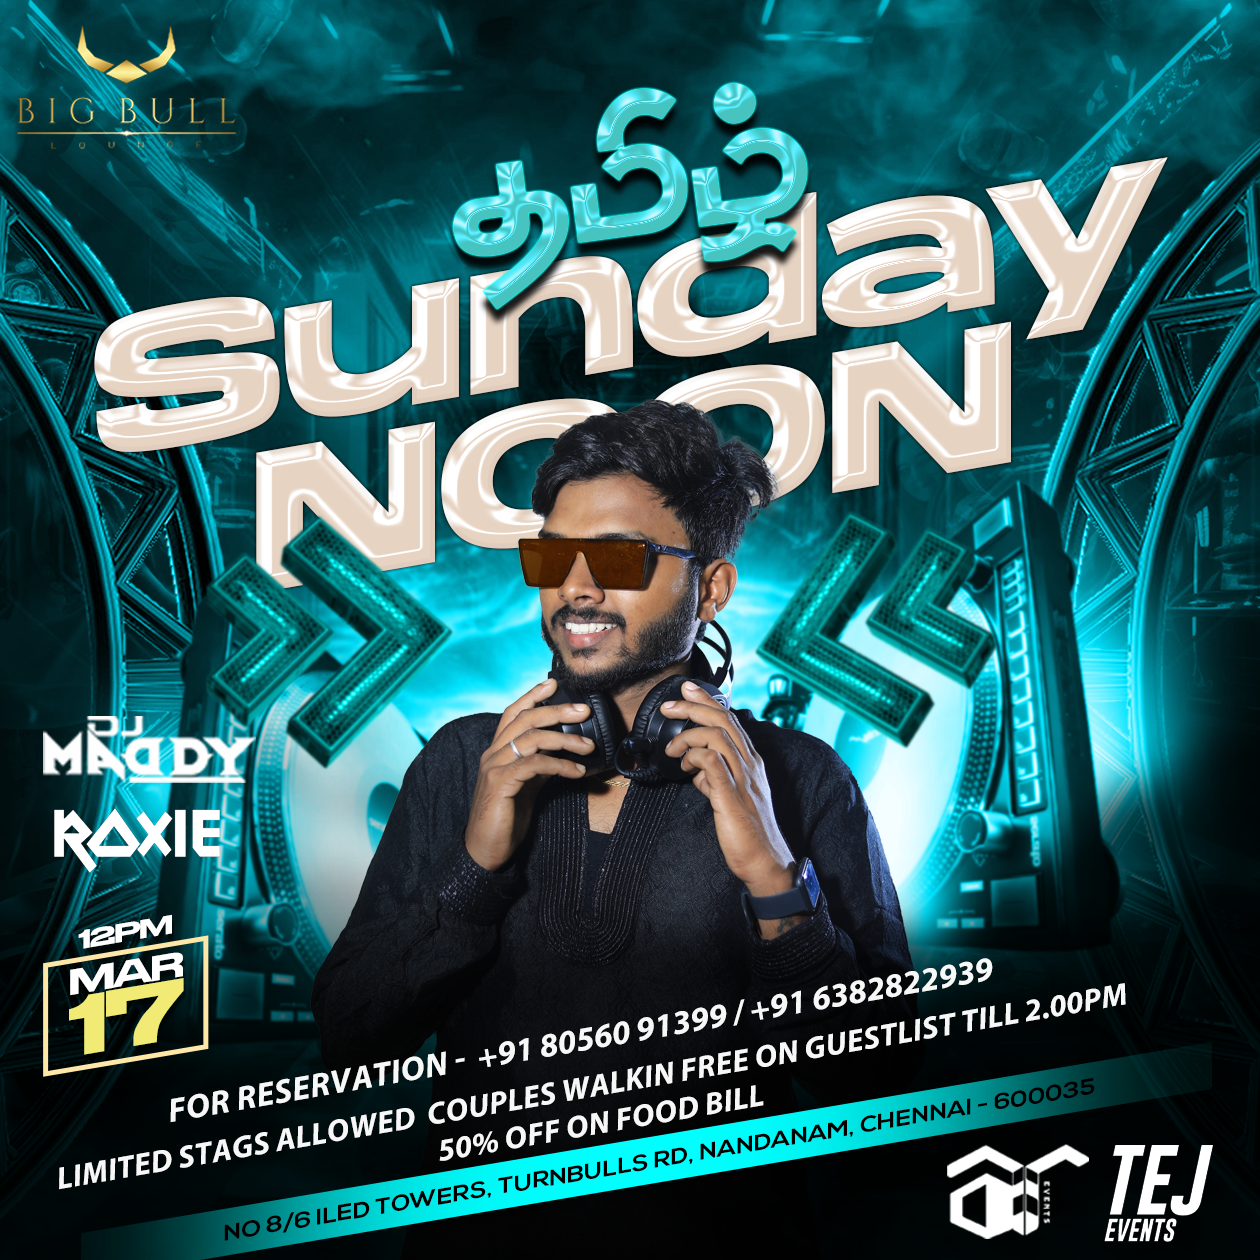 BIG BULL
LOUNGE
தமிழ்
Sunday
NOON
DJ
MADDY
ROXIE
12PM
MAR
17
FOR RESERVATION - +91 80560 91399 / +91 6382822939
LIMITED STAGS ALLOWED COUPLES WALKIN FREE ON GUESTLIST TILL 2.00PM
50% OFF ON FOOD BILL
NO 8/6 ILED TOWERS, TURNBULLS RD, NANDANAM, CHENNAI - 600035
EVENTS
TEJ
EVENTS